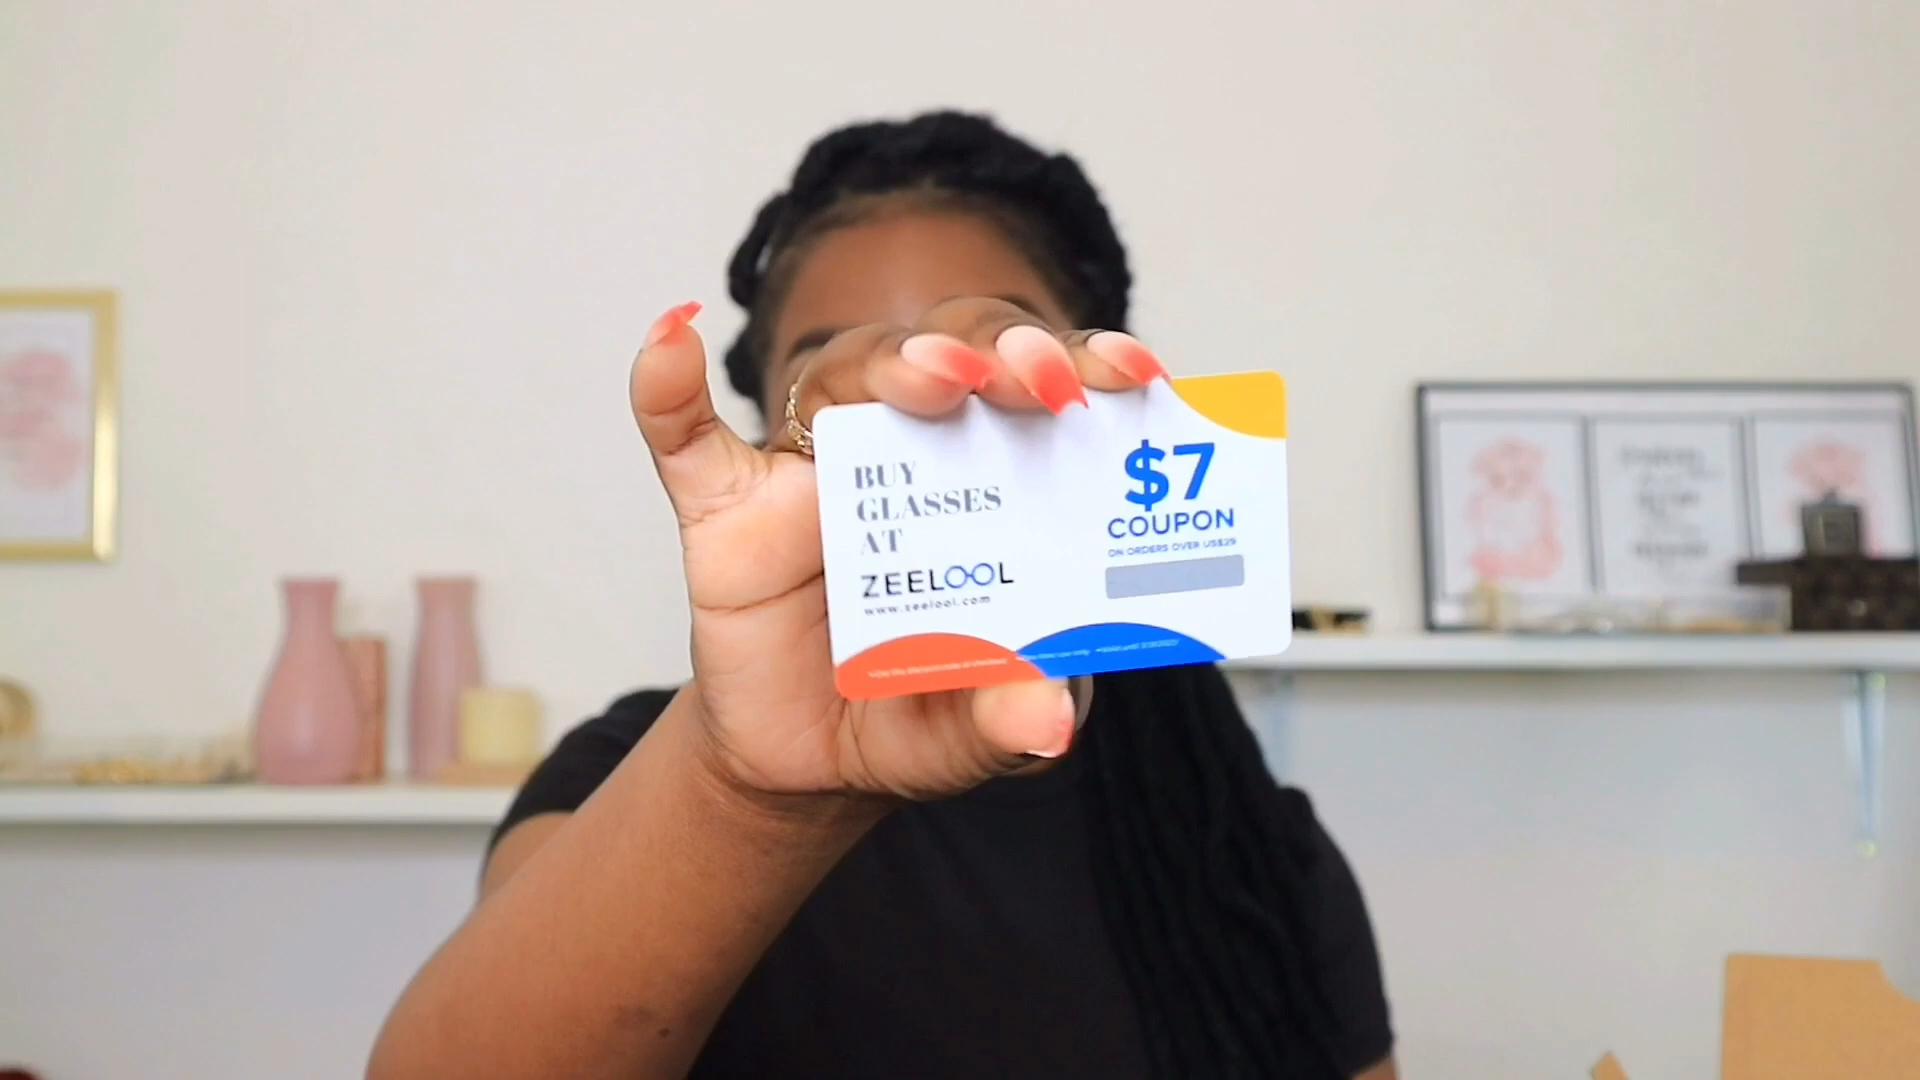 BUY
GLASSES
AT
ZEELOOL
www.zeelool.com
$7
COUPON
ON ORDERS OVER US$29